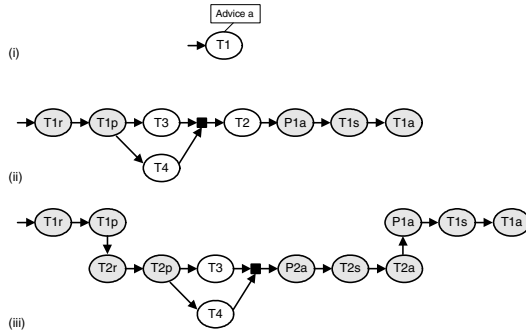 Advice a
T1
(i)
T1r T1p T3 T2 P1a T1s T1a
T4
(ii)
T1r T1p P1a T1s T1a
T2r T2p T3 P2a T2s T2a
T4
(iii)